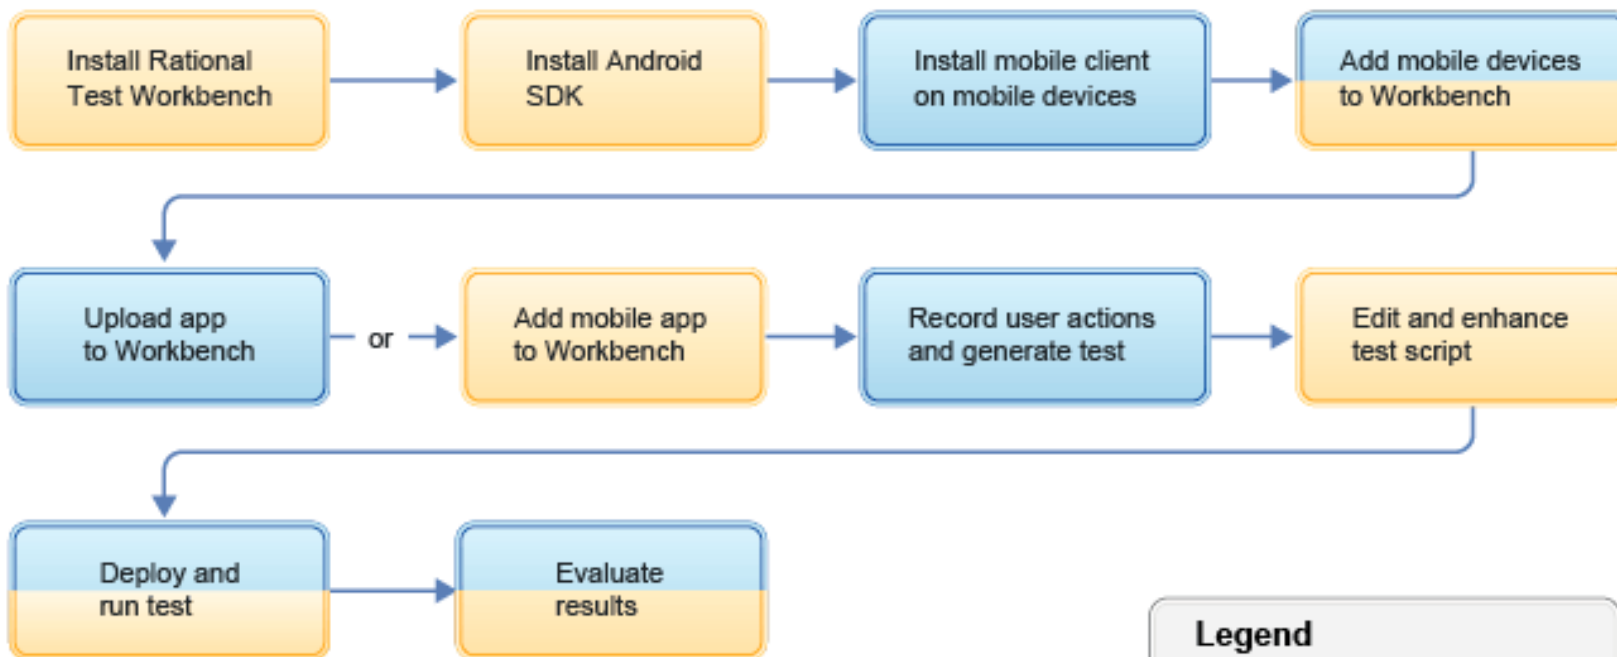 Install Rational
Test Workbench
Install Android
SDK
Install mobile client
on mobile devices
Add mobile devices
to Workbench
Upload app
to Workbench
or
Add mobile app
to Workbench
Record user actions
and generate test
Edit and enhance
test script
Deploy and
run test
Evaluate
results
Legend